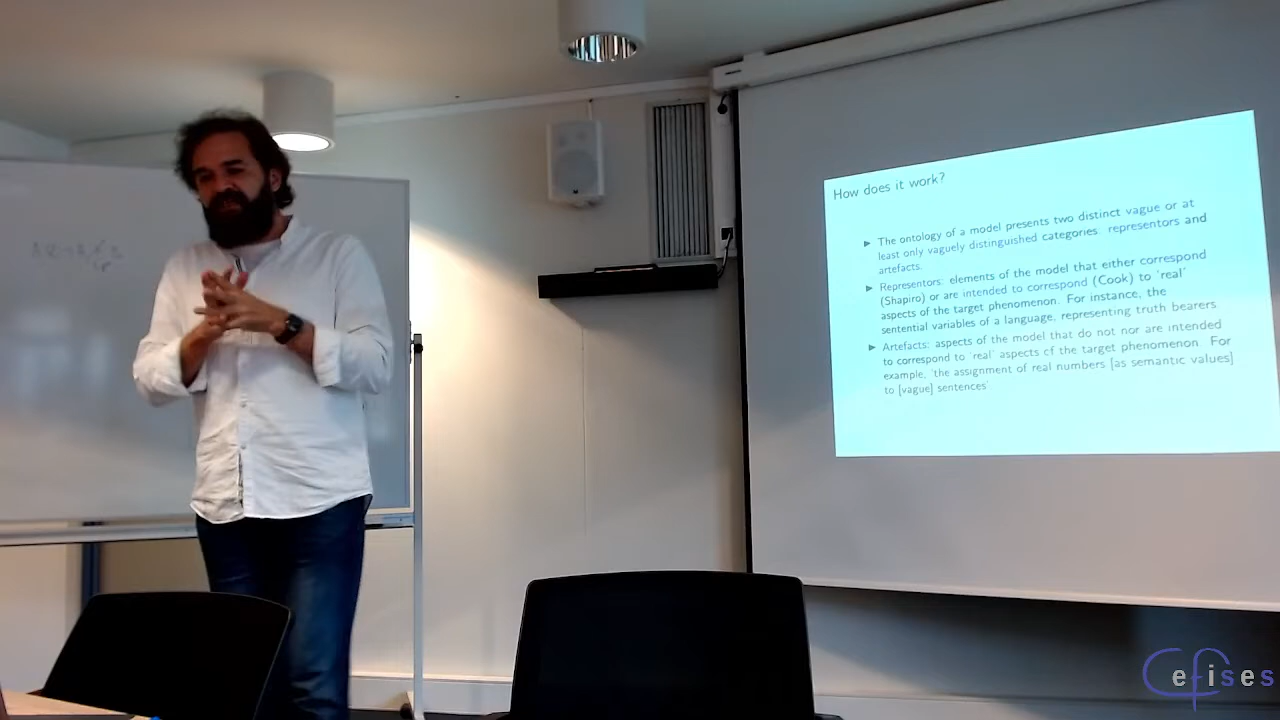 How does it work?
▶ The ontology of a model presents two distinct vague or at
least only vaguely distinguished categories: representors and
artefacts.
▶ Representors: elements of the model that either correspond
(Shapiro) or are intended to correspond (Cook) to 'real'
aspects of the target phenomenon. For instance, the
sentential variables of a language, representing truth bearers
▶ Artefacts: aspects of the model that do not nor are intended
to correspond to 'real' aspects of the target phenomenon. For
example, 'the assignment of real numbers [as semantic values]
to [vague] sentences'
efises